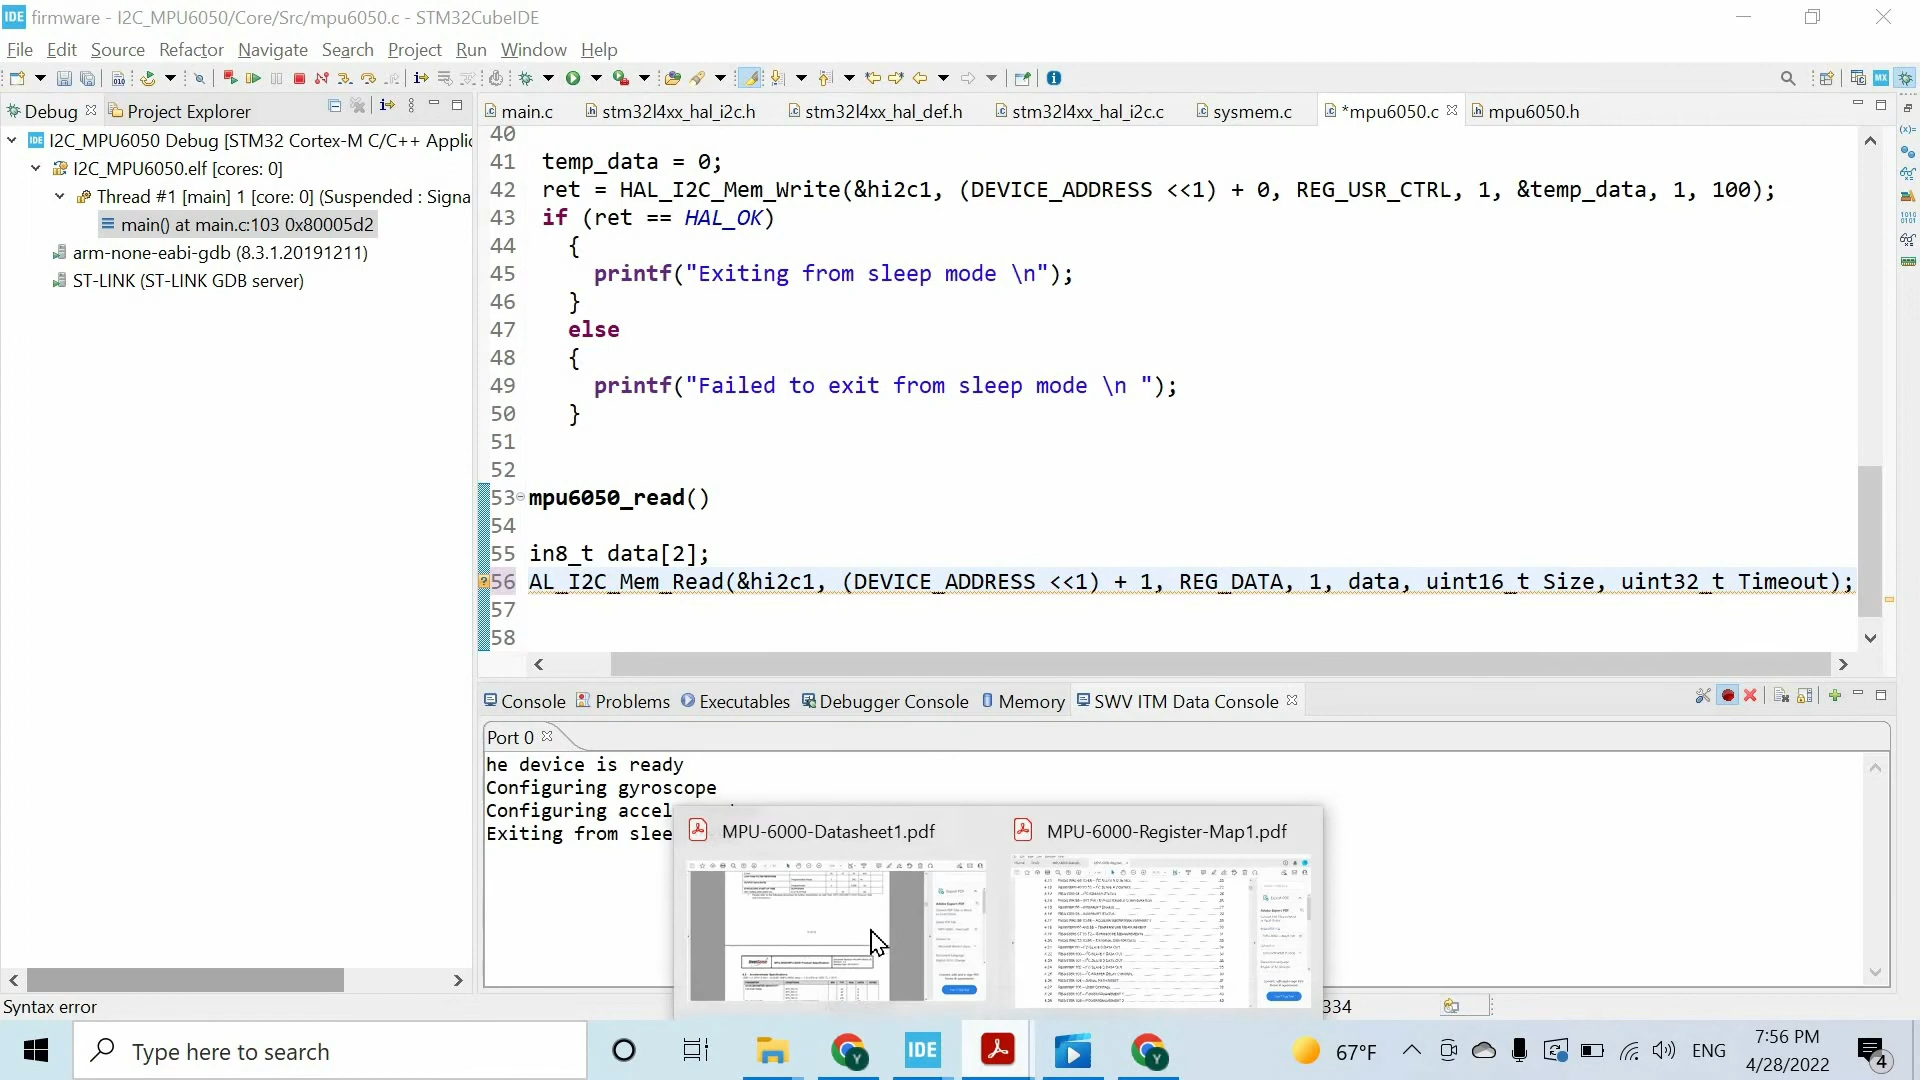 IDE firmware - I2C_MPU6050/Core/Src/mpu6050.c - STM32CubeIDE
File Edit Source Refactor Navigate Search Project Run Window Help
Debug Project Explorer
main.c stm32l4xx_hal_i2c.h stm32l4xx_hal_def.h stm32l4xx_hal_i2c.c sysmem.c *mpu6050.c mpu6050.h
IDE I2C_MPU6050 Debug [STM32 Cortex-M C/C++ Applic
I2C_MPU6050.elf [cores: 0]
Thread #1 [main] 1 [core: 0] (Suspended : Signa
main() at main.c:103 0x80005d2
arm-none-eabi-gdb (8.3.1.20191211)
ST-LINK (ST-LINK GDB server)
40
41 temp_data = 0;
42 ret = HAL_I2C_Mem_Write(&hi2c1, (DEVICE_ADDRESS <<1) + 0, REG_USR_CTRL, 1, &temp_data, 1, 100);
43 if (ret == HAL_OK)
44 {
45 printf("Exiting from sleep mode \n");
46 }
47 else
48 {
49 printf("Failed to exit from sleep mode \n ");
50 }
51
52
53 mpu6050_read()
54
55 in8_t data[2];
56 AL_I2C_Mem_Read(&hi2c1, (DEVICE_ADDRESS <<1) + 1, REG_DATA, 1, data, uint16_t Size, uint32_t Timeout);
57
58
Console Problems Executables Debugger Console Memory SWV ITM Data Console
Port 0
he device is ready
Configuring gyroscope
Configuring accel
Exiting from slee
MPU-6000-Datasheet1.pdf MPU-6000-Register-Map1.pdf
Syntax error
334
Type here to search
IDE
67°F
ENG
7:56 PM
4/28/2022
4